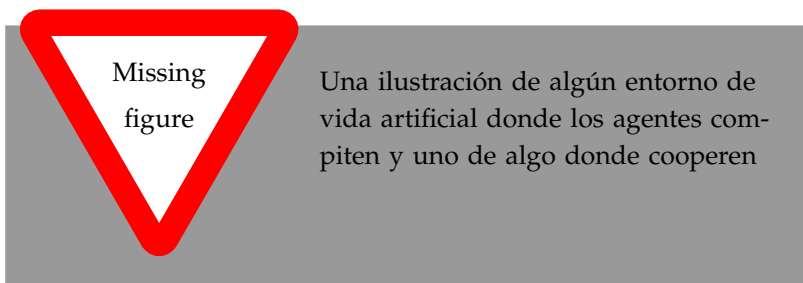 Missing
figure
Una ilustración de algún entorno de
vida artificial donde los agentes com-
piten y uno de algo donde cooperen